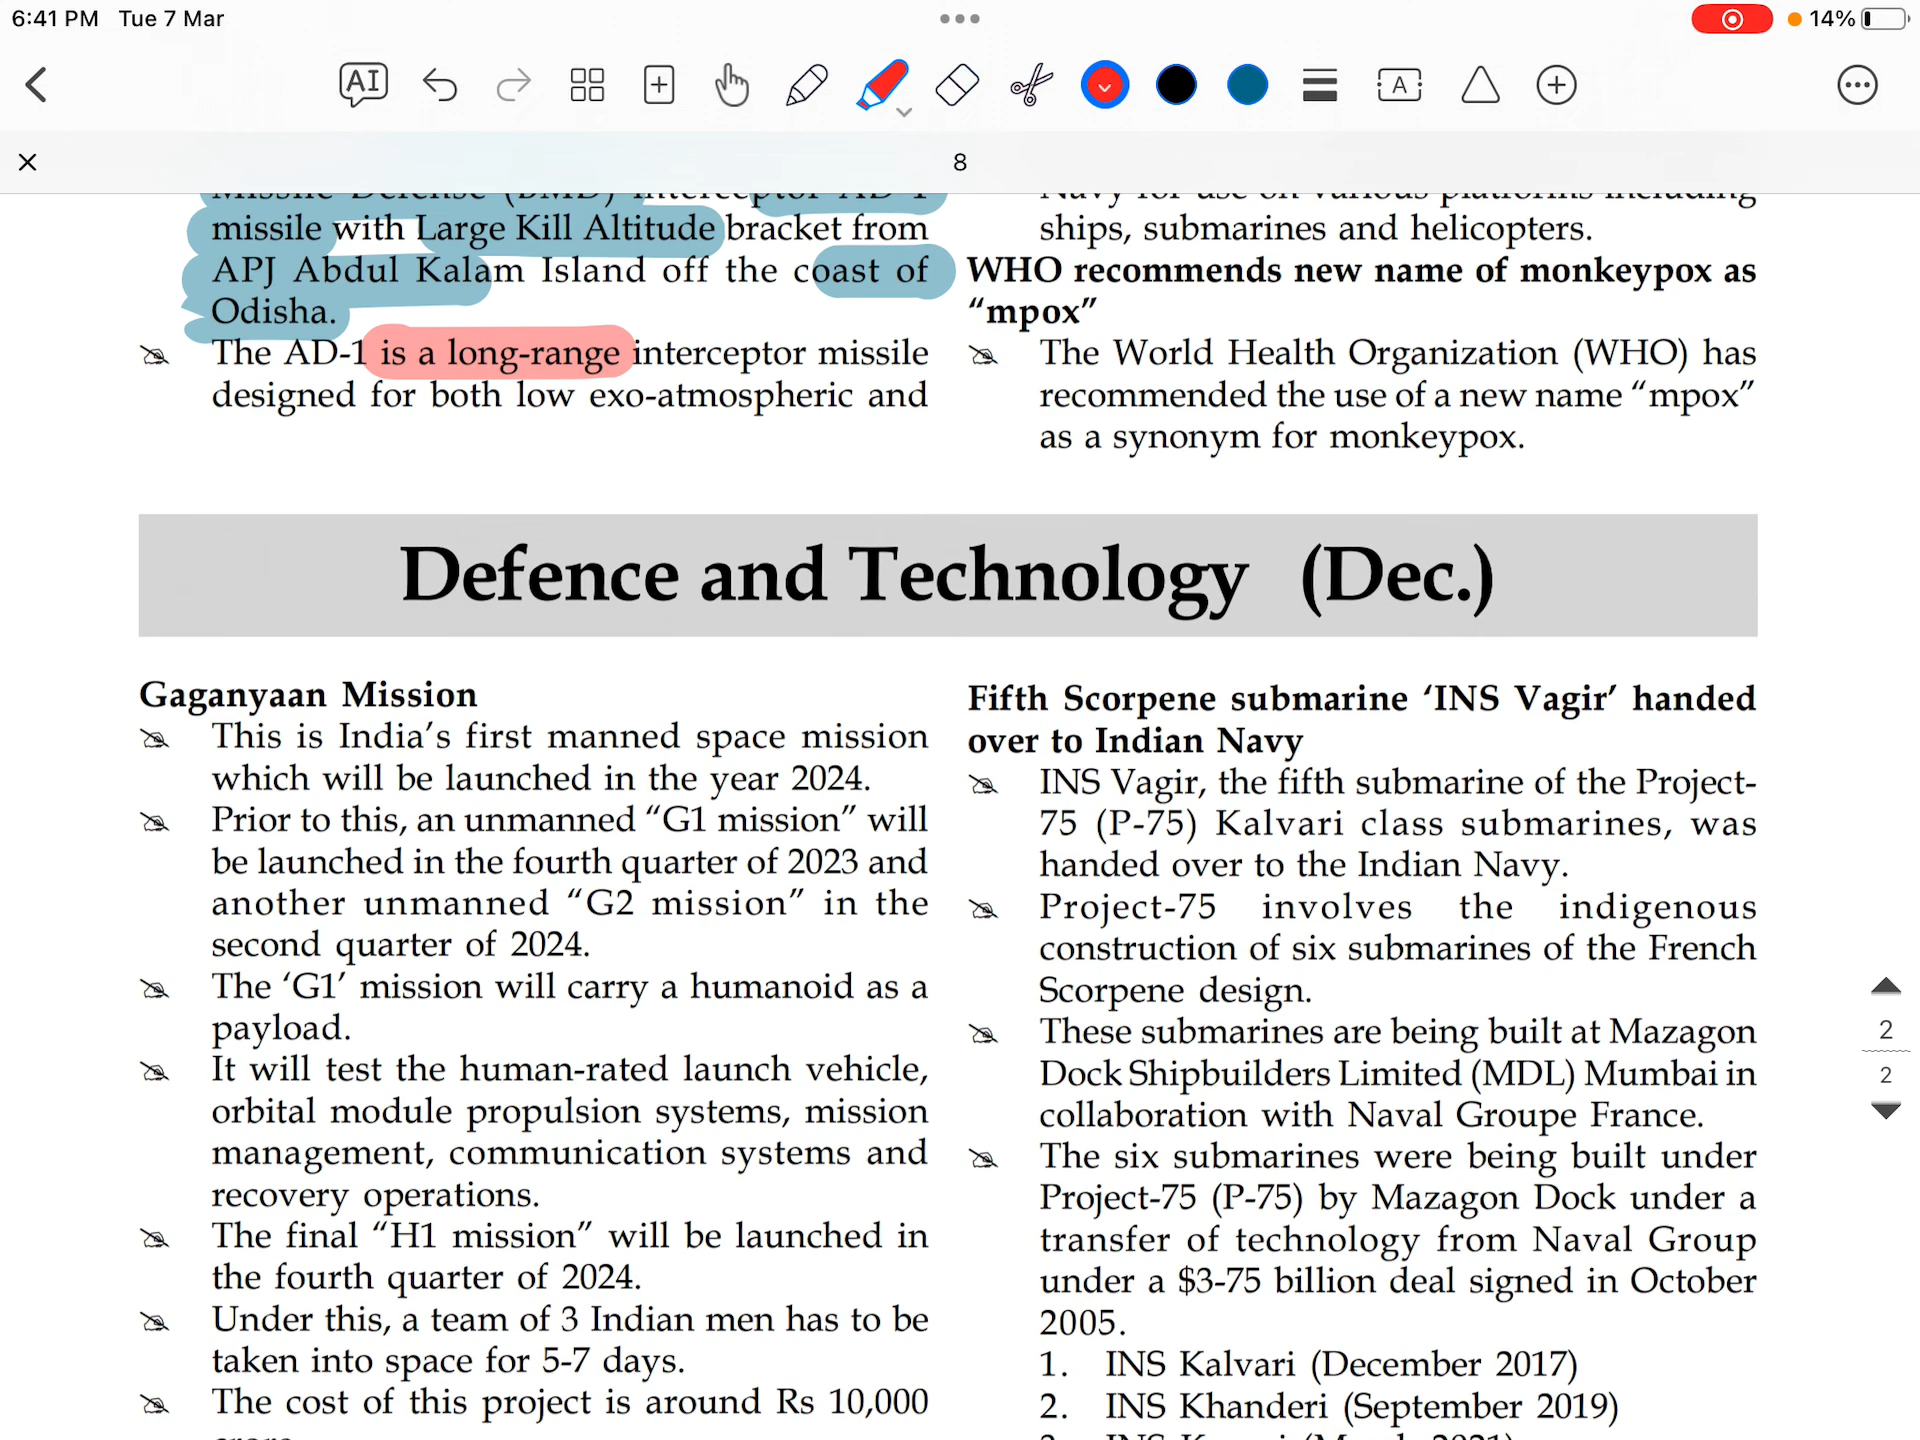 6:41 PM Tue 7 Mar
14%
AI
A
8
Missile Defense (BMD) interceptor AD-1
missile with Large Kill Altitude bracket from
APJ Abdul Kalam Island off the coast of
Odisha.
The AD-1 is a long-range interceptor missile
designed for both low exo-atmospheric and
Navy for use on various platforms including
ships, submarines and helicopters.
WHO recommends new name of monkeypox as
“mpox”
The World Health Organization (WHO) has
recommended the use of a new name “mpox”
as a synonym for monkeypox.
Defence and Technology (Dec.)
Gaganyaan Mission
This is India’s first manned space mission
which will be launched in the year 2024.
Prior to this, an unmanned “G1 mission” will
be launched in the fourth quarter of 2023 and
another unmanned “G2 mission” in the
second quarter of 2024.
The ‘G1’ mission will carry a humanoid as a
payload.
It will test the human-rated launch vehicle,
orbital module propulsion systems, mission
management, communication systems and
recovery operations.
The final “H1 mission” will be launched in
the fourth quarter of 2024.
Under this, a team of 3 Indian men has to be
taken into space for 5-7 days.
The cost of this project is around Rs 10,000
Fifth Scorpene submarine ‘INS Vagir’ handed
over to Indian Navy
INS Vagir, the fifth submarine of the Project-
75 (P-75) Kalvari class submarines, was
handed over to the Indian Navy.
Project-75 involves the indigenous
construction of six submarines of the French
Scorpene design.
These submarines are being built at Mazagon
Dock Shipbuilders Limited (MDL) Mumbai in
collaboration with Naval Groupe France.
The six submarines were being built under
Project-75 (P-75) by Mazagon Dock under a
transfer of technology from Naval Group
under a $3-75 billion deal signed in October
2005.
1. INS Kalvari (December 2017)
2. INS Khanderi (September 2019)
2
2